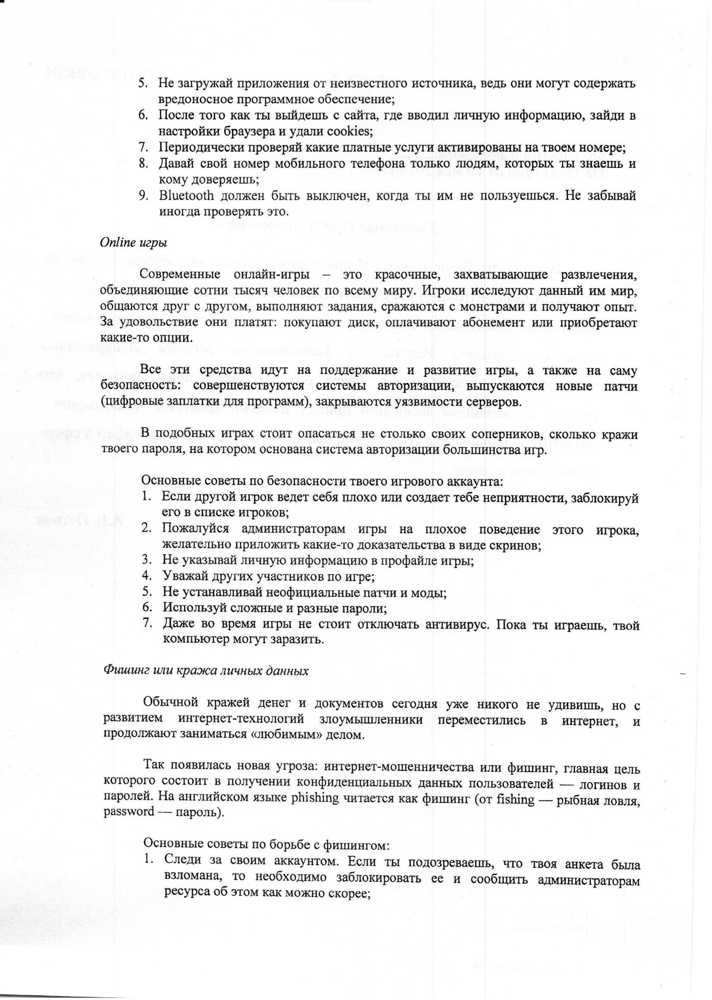 5. Не загружай приложения от неизвестного источника, ведь они могут содержать
вредоносное программное обеспечение;
6. После того как ты выйдешь с сайта, где вводил личную информацию, зайди в
настройки браузера и удали cookies;
7. Периодически проверяй какие платные услуги активированы на твоем номере;
8. Давай свой номер мобильного телефона только людям, которых ты знаешь и
кому доверяешь;
9. Bluetooth должен быть выключен, когда ты им не пользуешься. Не забывай
иногда проверять это.
Online игры
Современные онлайн-игры – это красочные, захватывающие развлечения,
объединяющие сотни тысяч человек по всему миру. Игроки исследуют данный им мир,
общаются друг с другом, выполняют задания, сражаются с монстрами и получают опыт.
За удовольствие они платят: покупают диск, оплачивают абонемент или приобретают
какие-то опции.
Все эти средства идут на поддержание и развитие игры, а также на саму
безопасность: совершенствуются системы авторизации, выпускаются новые патчи
(цифровые заплатки для программ), закрываются уязвимости серверов.
В подобных играх стоит опасаться не столько своих соперников, сколько кражи
твоего пароля, на котором основана система авторизации большинства игр.
Основные советы по безопасности твоего игрового аккаунта:
1. Если другой игрок ведет себя плохо или создает тебе неприятности, заблокируй
его в списке игроков;
2. Пожалуйся администраторам игры на плохое поведение этого игрока,
желательно приложить какие-то доказательства в виде скринов;
3. Не указывай личную информацию в профайле игры;
4. Уважай других участников по игре;
5. Не устанавливай неофициальные патчи и моды;
6. Используй сложные и разные пароли;
7. Даже во время игры не стоит отключать антивирус. Пока ты играешь, твой
компьютер могут заразить.
Фишинг или кража личных данных
Обычной кражей денег и документов сегодня уже никого не удивишь, но с
развитием интернет-технологий злоумышленники переместились в интернет, и
продолжают заниматься «любимым» делом.
Так появилась новая угроза: интернет-мошенничества или фишинг, главная цель
которого состоит в получении конфиденциальных данных пользователей — логинов и
паролей. На английском языке phishing читается как фишинг (от fishing — рыбная ловля,
password — пароль).
Основные советы по борьбе с фишингом:
1. Следи за своим аккаунтом. Если ты подозреваешь, что твоя анкета была
взломана, то необходимо заблокировать ее и сообщить администраторам
ресурса об этом как можно скорее;